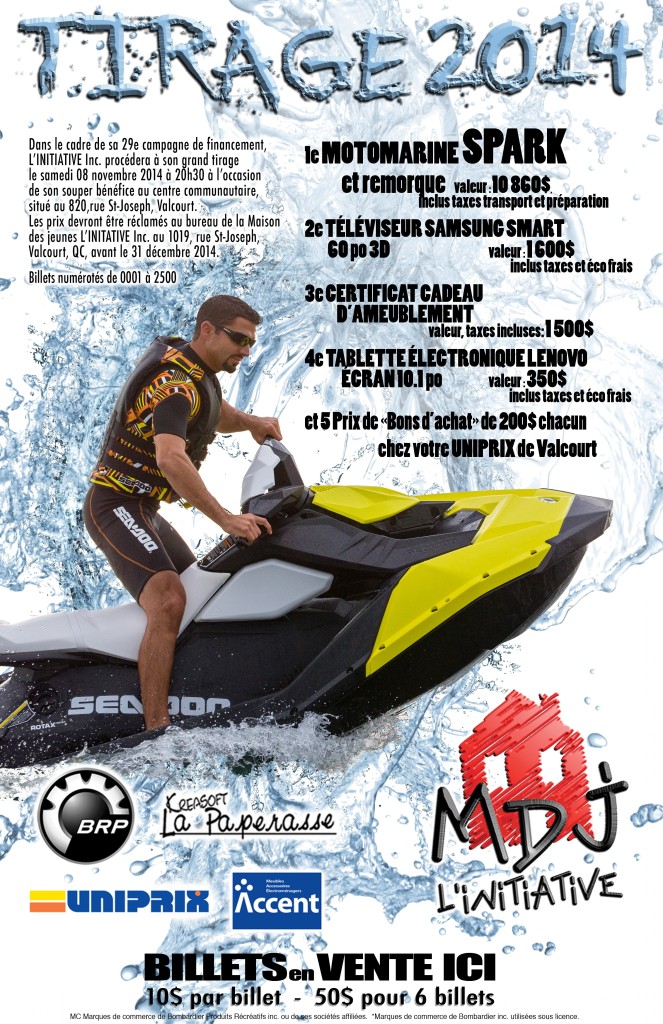 TIRAGE 2014
Dans le cadre de sa 29e campagne de financement,
L'INITIATIVE Inc. procédera à son grand tirage
le samedi 08 novembre 2014 à 20h30 à l'occasion
de son souper bénéfice au centre communautaire,
situé au 820,rue St-Joseph, Valcourt.
Les prix devront être réclamés au bureau de la Maison
des jeunes L'INITATIVE Inc. au 1019, rue St-Joseph,
Valcourt, QC, avant le 31 décembre 2014.
Billets numérotés de 0001 à 2500
1e MOTOMARINE SPARK
et remorque valeur : 10 860$
inclus taxes transport et préparation
2e TÉLÉVISEUR SAMSUNG SMART
60 po 3D valeur : 1 600$
inclus taxes et éco frais
3e CERTIFICAT CADEAU
D'AMEUBLEMENT
valeur, taxes incluses: 1 500$
4e TABLETTE ÉLECTRONIQUE LENOVO
ÉCRAN 10.1 po valeur : 350$
inclus taxes et éco frais
et 5 Prix de «Bons d'achat» de 200$ chacun
chez votre UNIPRIX de Valcourt
SEA-DOO
SEA-DOO
SEA-DOO
ROTAX
BRP
KREASOFT
La Paperasse
MDJ
L'INITIATIVE
UNIPRIX
Meubles
Accessoires
Électroménagers
Accent
BILLETS en VENTE ICI
10$ par billet - 50$ pour 6 billets
MC Marques de commerce de Bombardier Produits Récréatifs inc. ou de ses sociétés affiliées. *Marques de commerce de Bombardier inc. utilisées sous licence.